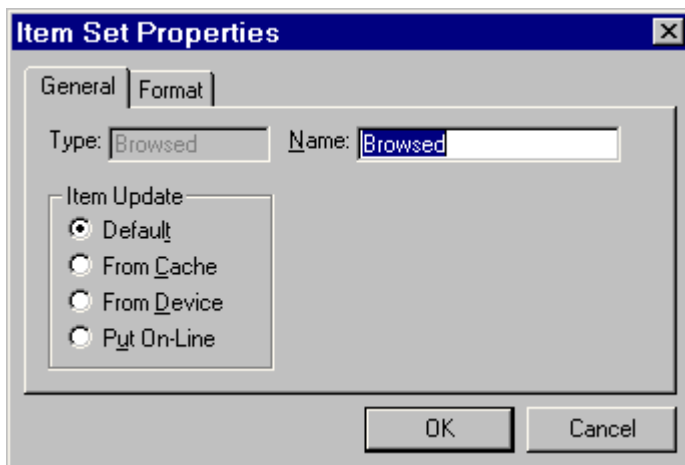 Item Set Properties
General Format
Type: Browsed Name: Browsed
Item Update
Default
From Cache
From Device
Put On-Line
OK Cancel